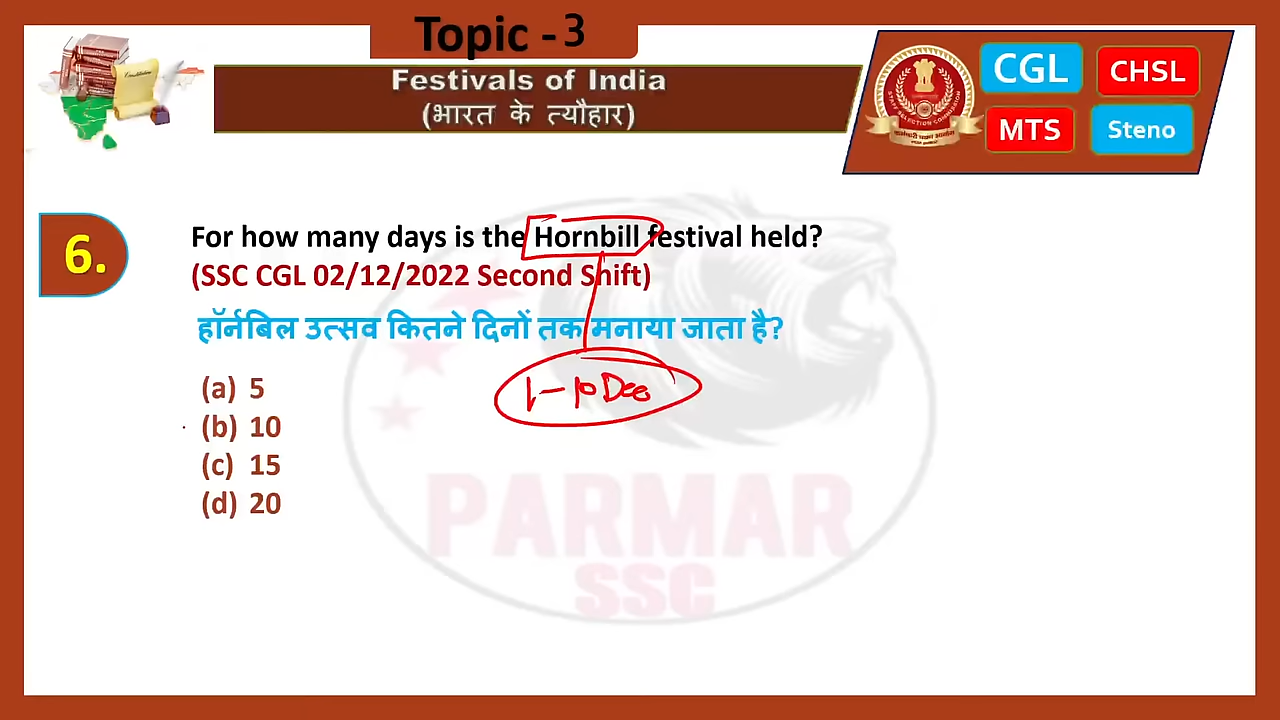 Topic -3
Festivals of India
(भारत के त्यौहार)
CGL
CHSL
MTS
Steno
6.
For how many days is the Hornbill festival held?
(SSC CGL 02/12/2022 Second Shift)
हॉर्नबिल उत्सव कितने दिनों तक मनाया जाता है?
1-10 Dec
(a) 5
(b) 10
(c) 15
(d) 20
PARMAR
SSC